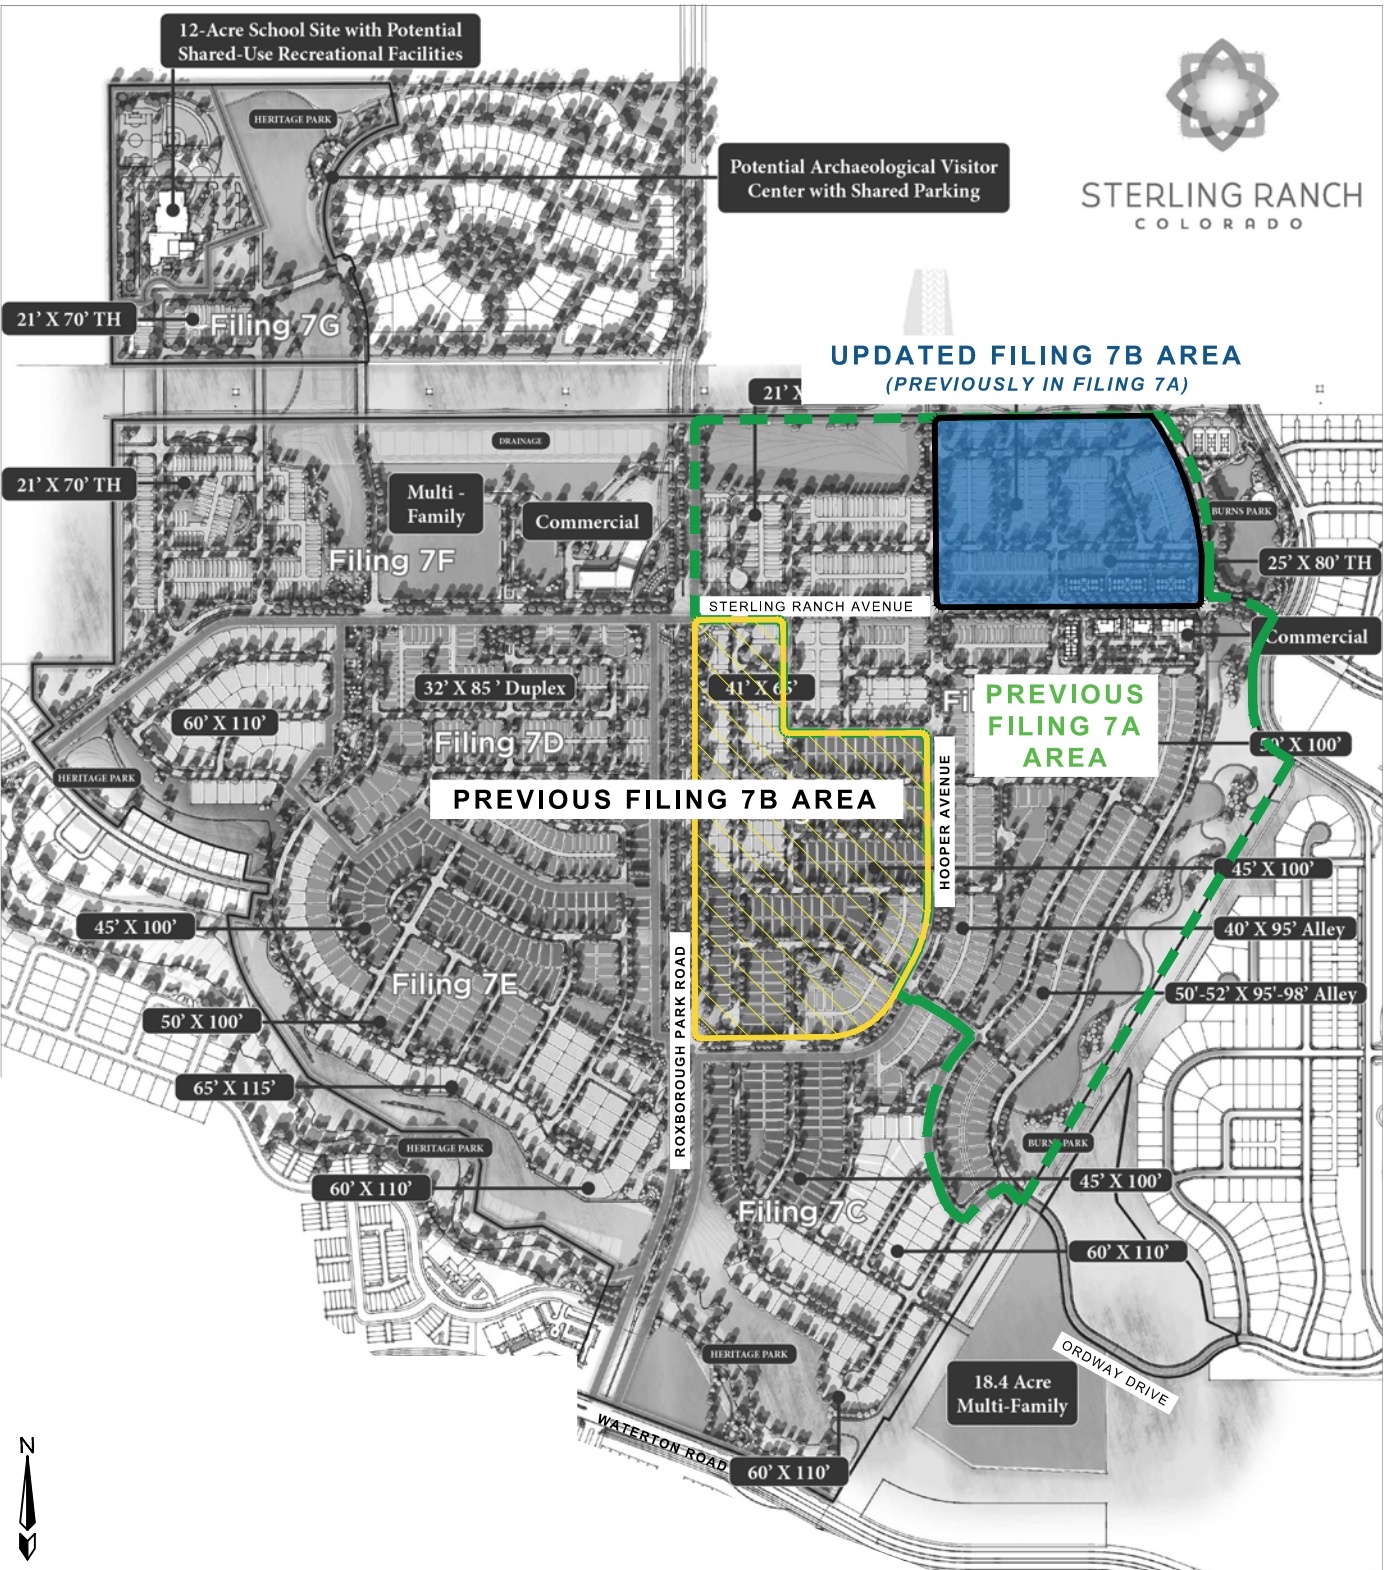 12-Acre School Site with Potential
Shared-Use Recreational Facilities
HERITAGE PARK
Potential Archaeological Visitor
Center with Shared Parking
STERLING RANCH
COLORADO
21’ X 70’ TH
Filing 7G
UPDATED FILING 7B AREA
(PREVIOUSLY IN FILING 7A)
21’ X
DRAINAGE
21’ X 70’ TH
Multi -
Family
Commercial
BURNS PARK
Filing 7F
25’ X 80’ TH
STERLING RANCH AVENUE
Commercial
32’ X 85 ’ Duplex
41’ X 65’
60’ X 110’
Fil
PREVIOUS
FILING 7A
AREA
Filing 7D
50’ X 100’
HERITAGE PARK
PREVIOUS FILING 7B AREA
HOOPER AVENUE
45’ X 100’
45’ X 100’
40’ X 95’ Alley
Filing 7E
50'-52’ X 95’-98’ Alley
50’ X 100’
ROXBOROUGH PARK ROAD
65’ X 115’
HERITAGE PARK
BURNS PARK
60’ X 110’
45’ X 100’
Filing 7C
60’ X 110’
HERITAGE PARK
ORDWAY DRIVE
18.4 Acre
Multi-Family
WATERTON ROAD
60’ X 110’
N